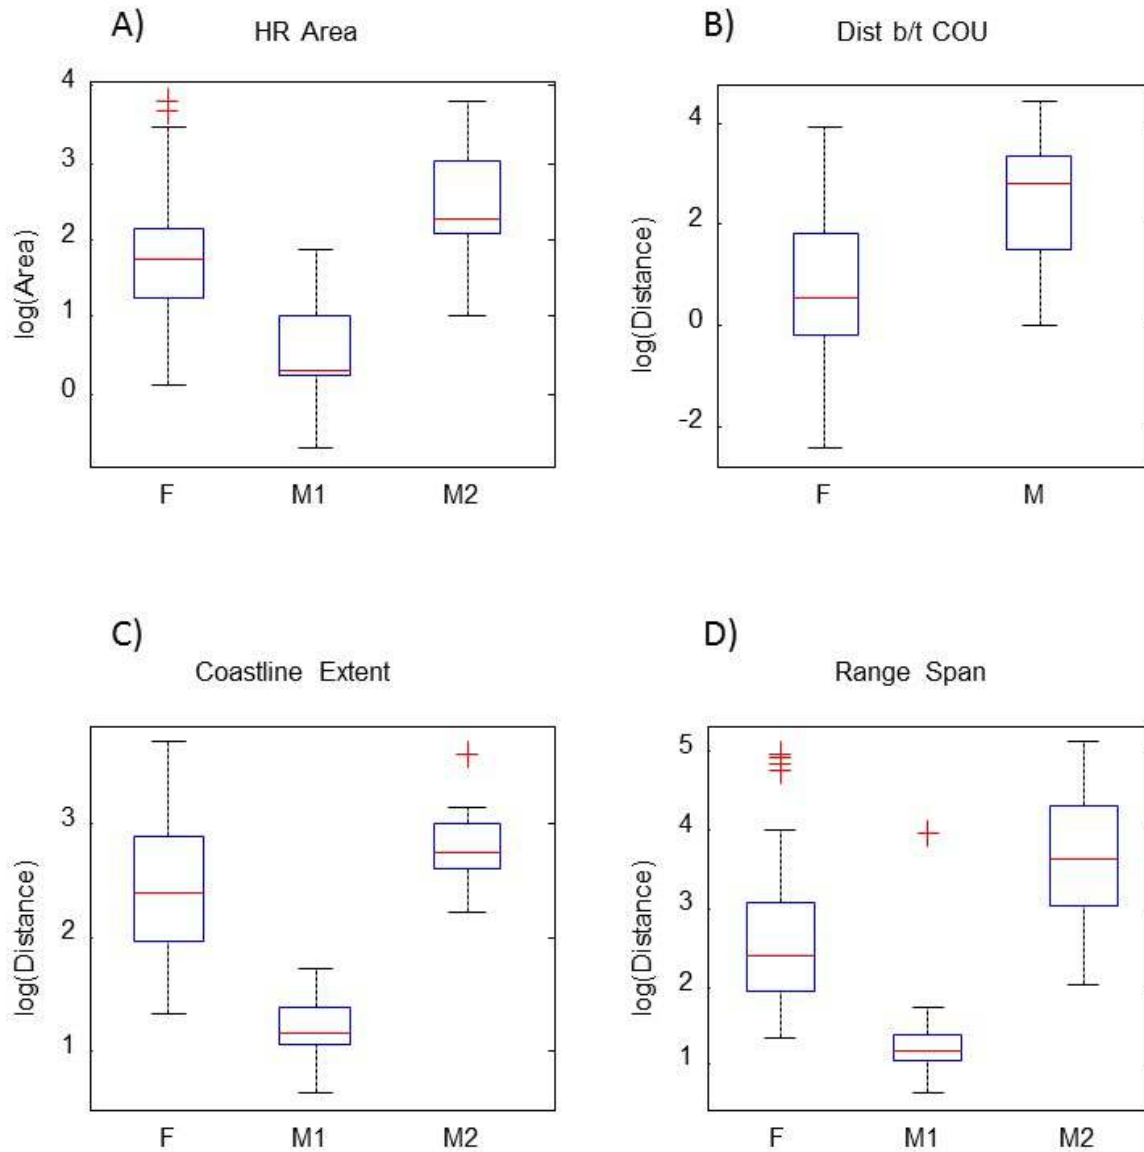 A)
HR Area
log(Area)
4
3
2
1
0
F M1 M2
B)
Dist b/t COU
log(Distance)
4
2
0
-2
F M
C)
Coastline Extent
log(Distance)
3
2
1
F M1 M2
D)
Range Span
log(Distance)
5
4
3
2
1
F M1 M2